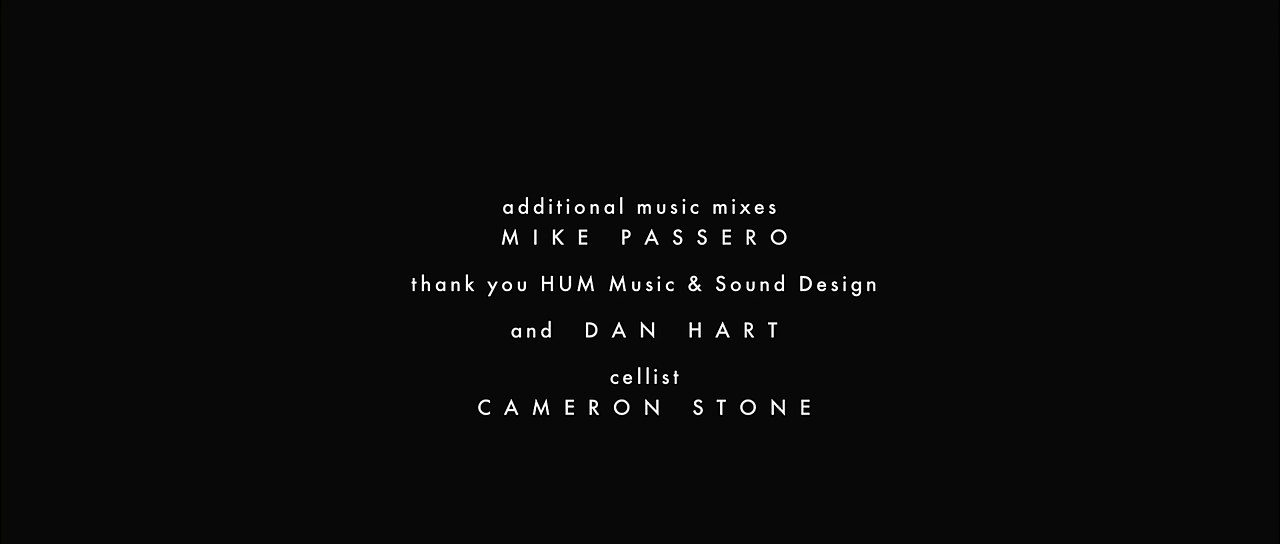 additional music mixes
MIKE PASSERO
thank you HUM Music & Sound Design
and DAN HART
cellist
CAMERON STONE